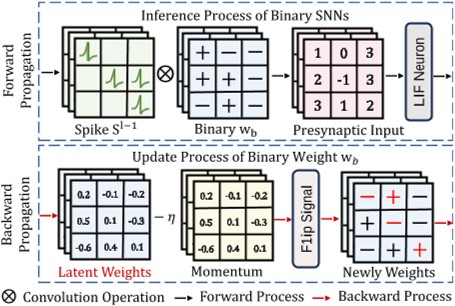 Inference Process of Binary SNNs
Forward
Propagation
+ − −
+ + −
− + −
1 0 3
2 -1 3
3 1 2
LIF Neuron
Spike S^{l−1}
Binary w_b
Presynaptic Input
Update Process of Binary Weight w_b
Backward
Propagation
0.2 -0.1 -0.2
0.5 0.1 -0.3
-0.6 0.4 0.1
− η
0.2 -0.1 -0.2
0.5 0.1 -0.3
-0.6 0.4 0.1
F1ip Signal
− + −
+ − −
− − +
Latent Weights
Momentum
Newly Weights
Convolution Operation
Forward Process
Backward Process